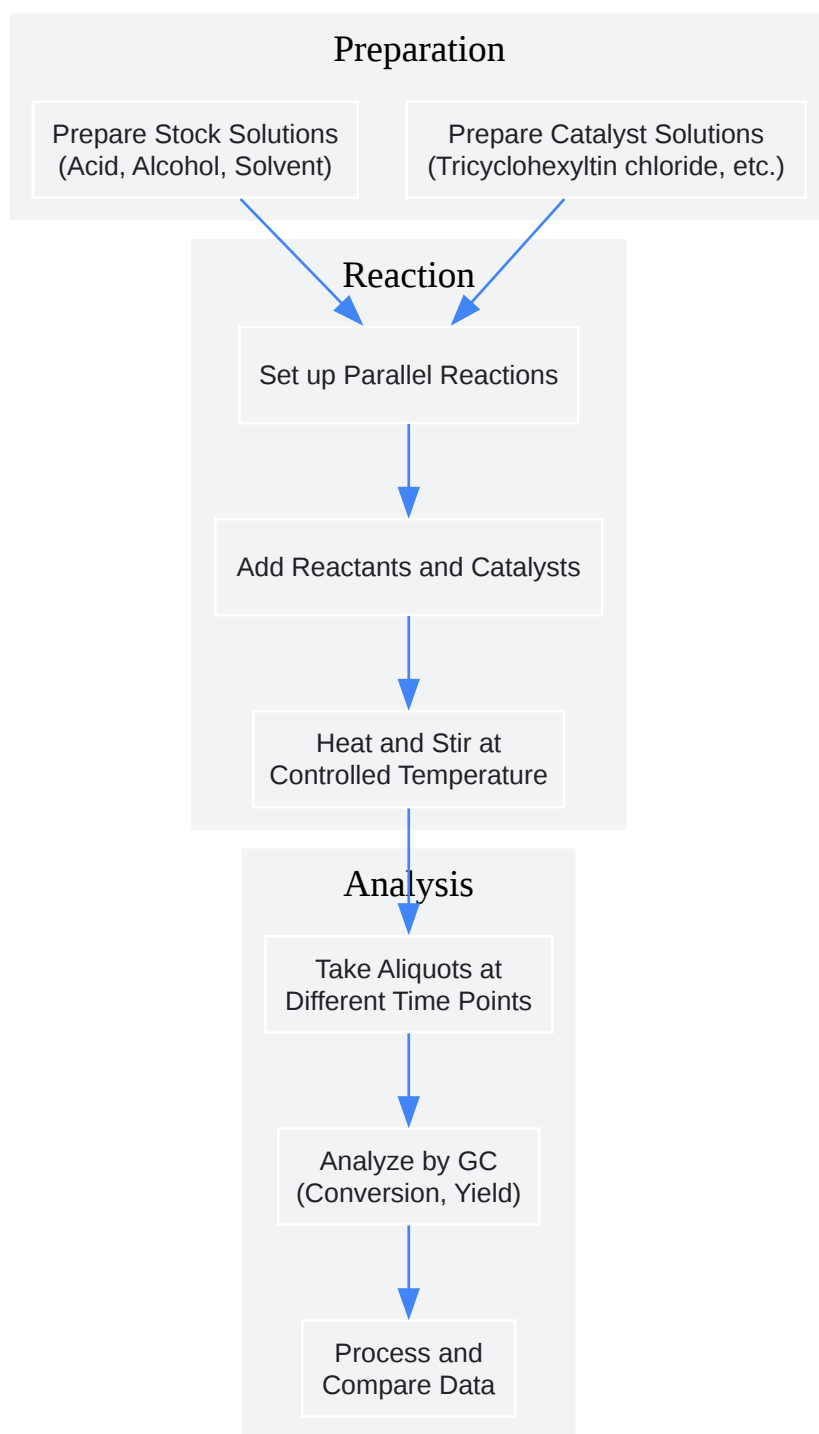 Preparation
Prepare Stock Solutions
(Acid, Alcohol, Solvent)
Prepare Catalyst Solutions
(Tricyclohexyltin chloride, etc.)
Reaction
Set up Parallel Reactions
Add Reactants and Catalysts
Heat and Stir at
Controlled Temperature
Analysis
Take Aliquots at
Different Time Points
Analyze by GC
(Conversion, Yield)
Process and
Compare Data